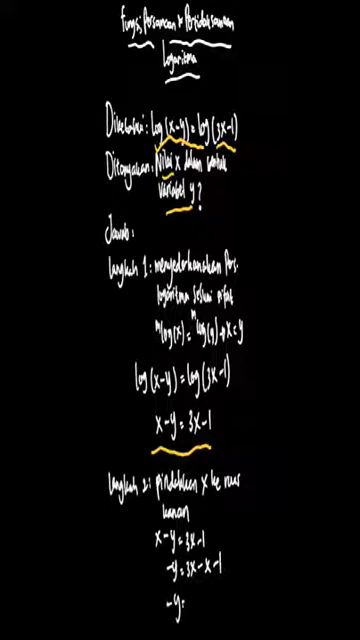 Fungsi, Persamaan & Pertidaksamaan
Logaritma
Diketahui: log(x-y) = log(3x-1)
Ditanyakan: Nilai x dalam bentuk
variabel y?
Jawab:
Langkah 1: menyederhanakan Pers.
logaritma sesuai sifat
ᵐlog(x) = ᵐlog(y) → x = y
log(x-y) = log(3x-1)
x-y = 3x-1
Langkah 2: pindahkan x ke ruas
kanan
x-y = 3x-1
-y = 3x-x-1
-y =